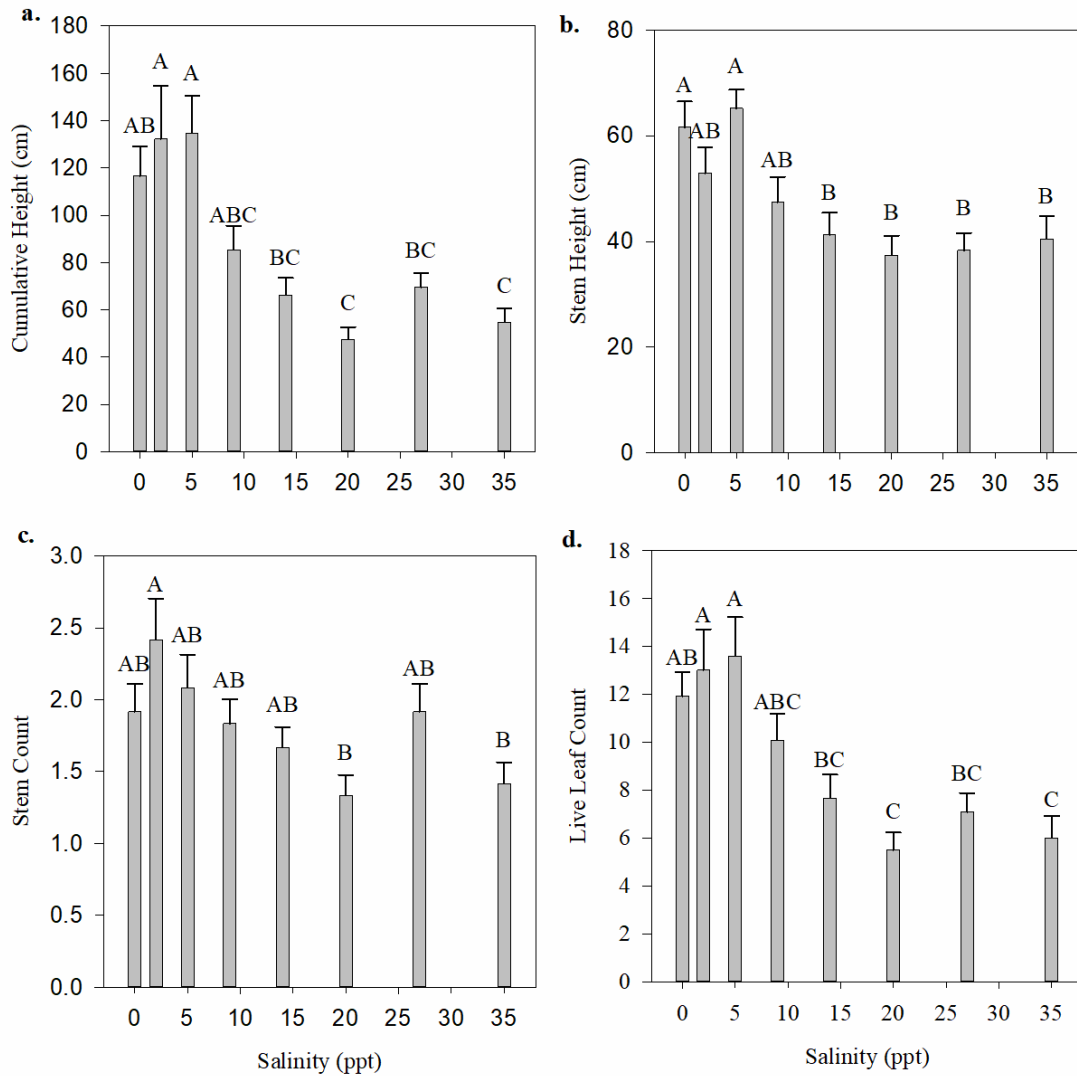 a.
180
160
140
120
100
80
60
40
20
0
Cumulative Height (cm)
AB
A
A
ABC
BC
C
BC
C
0 5 10 15 20 25 30 35
b.
80
60
40
20
0
Stem Height (cm)
A
AB
A
AB
B
B
B
B
0 5 10 15 20 25 30 35
c.
3.0
2.5
2.0
1.5
1.0
0.5
0.0
Stem Count
AB
A
AB
AB
AB
B
AB
B
0 5 10 15 20 25 30 35
Salinity (ppt)
d.
18
16
14
12
10
8
6
4
2
0
Live Leaf Count
AB
A
A
ABC
BC
C
BC
C
0 5 10 15 20 25 30 35
Salinity (ppt)